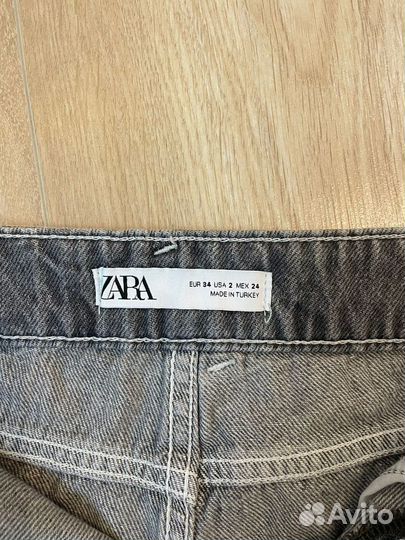 ZARA
EUR 34 USA 2 MEX 24
MADE IN TURKEY
Avito